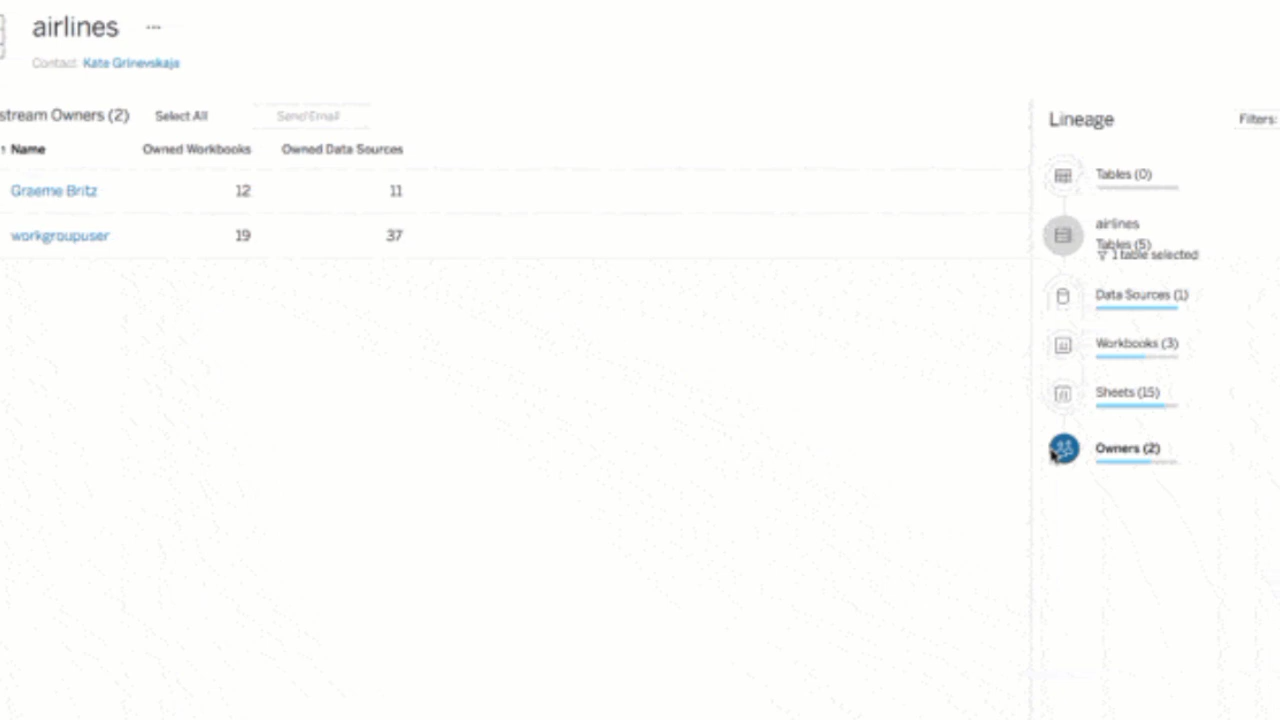 airlines ...
Contact Kate Grinevskaja
stream Owners (2) Select All Send Email
↑ Name Owned Workbooks Owned Data Sources
Graeme Britz 12 11
workgroupuser 19 37
Lineage Filters:
Tables (0)
airlines
Tables (5)
1 table selected
Data Sources (1)
Workbooks (3)
Sheets (15)
Owners (2)